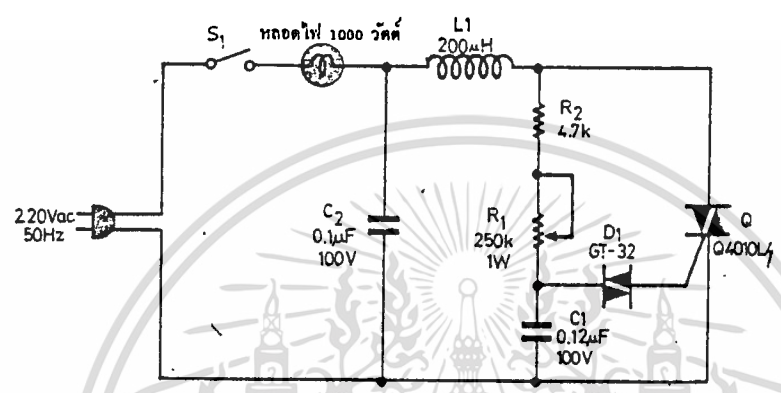 S₁
หลอดไฟ 1000 วัตต์
L1
200µH
R₂
4.7k
220Vac
50Hz
C₂
0.1µF
100V
R₁
250k
1W
D₁
GT-32
Q
Q4010L4
C1
0.12µF
100V